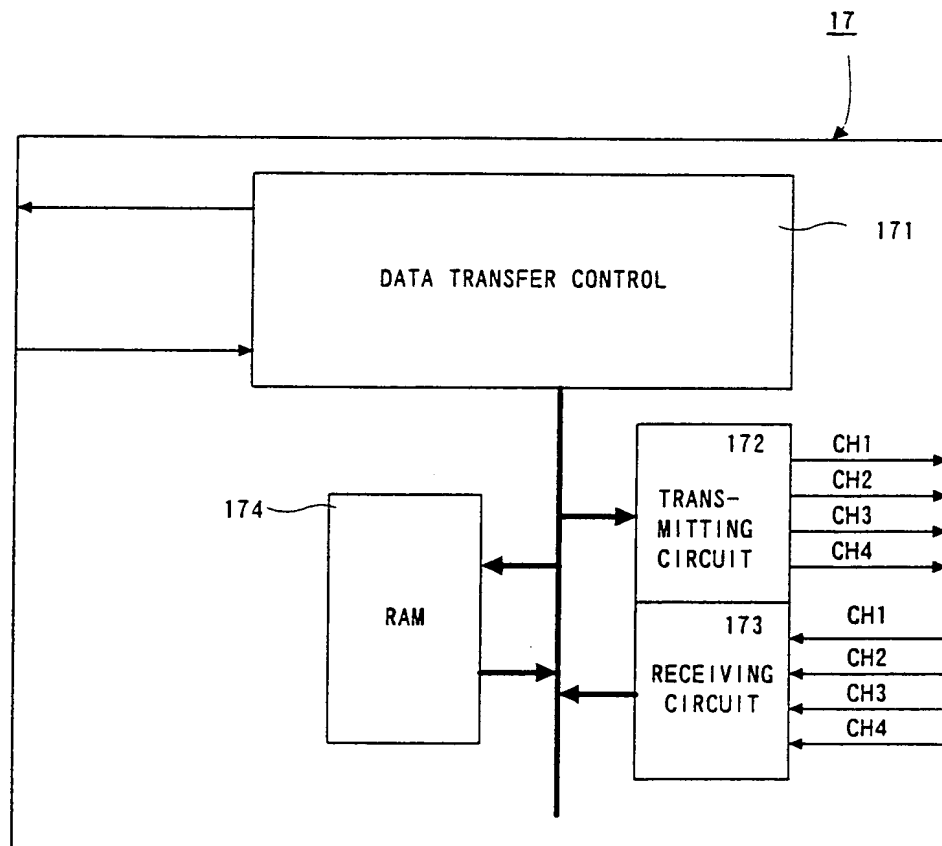 17
171
DATA TRANSFER CONTROL
172
TRANS-
MITTING
CIRCUIT
CH1
CH2
CH3
CH4
174
RAM
173
RECEIVING
CIRCUIT
CH1
CH2
CH3
CH4